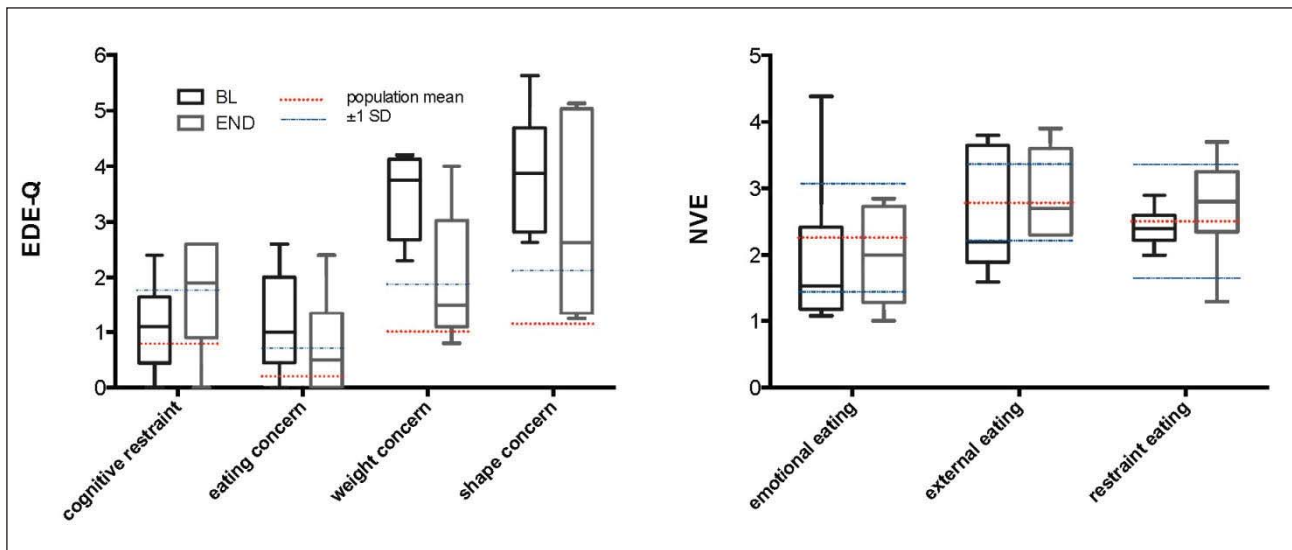 EDE-Q
6
5
4
3
2
1
0
BL
END
population mean
±1 SD
cognitive restraint
eating concern
weight concern
shape concern
NVE
5
4
3
2
1
0
emotional eating
external eating
restraint eating